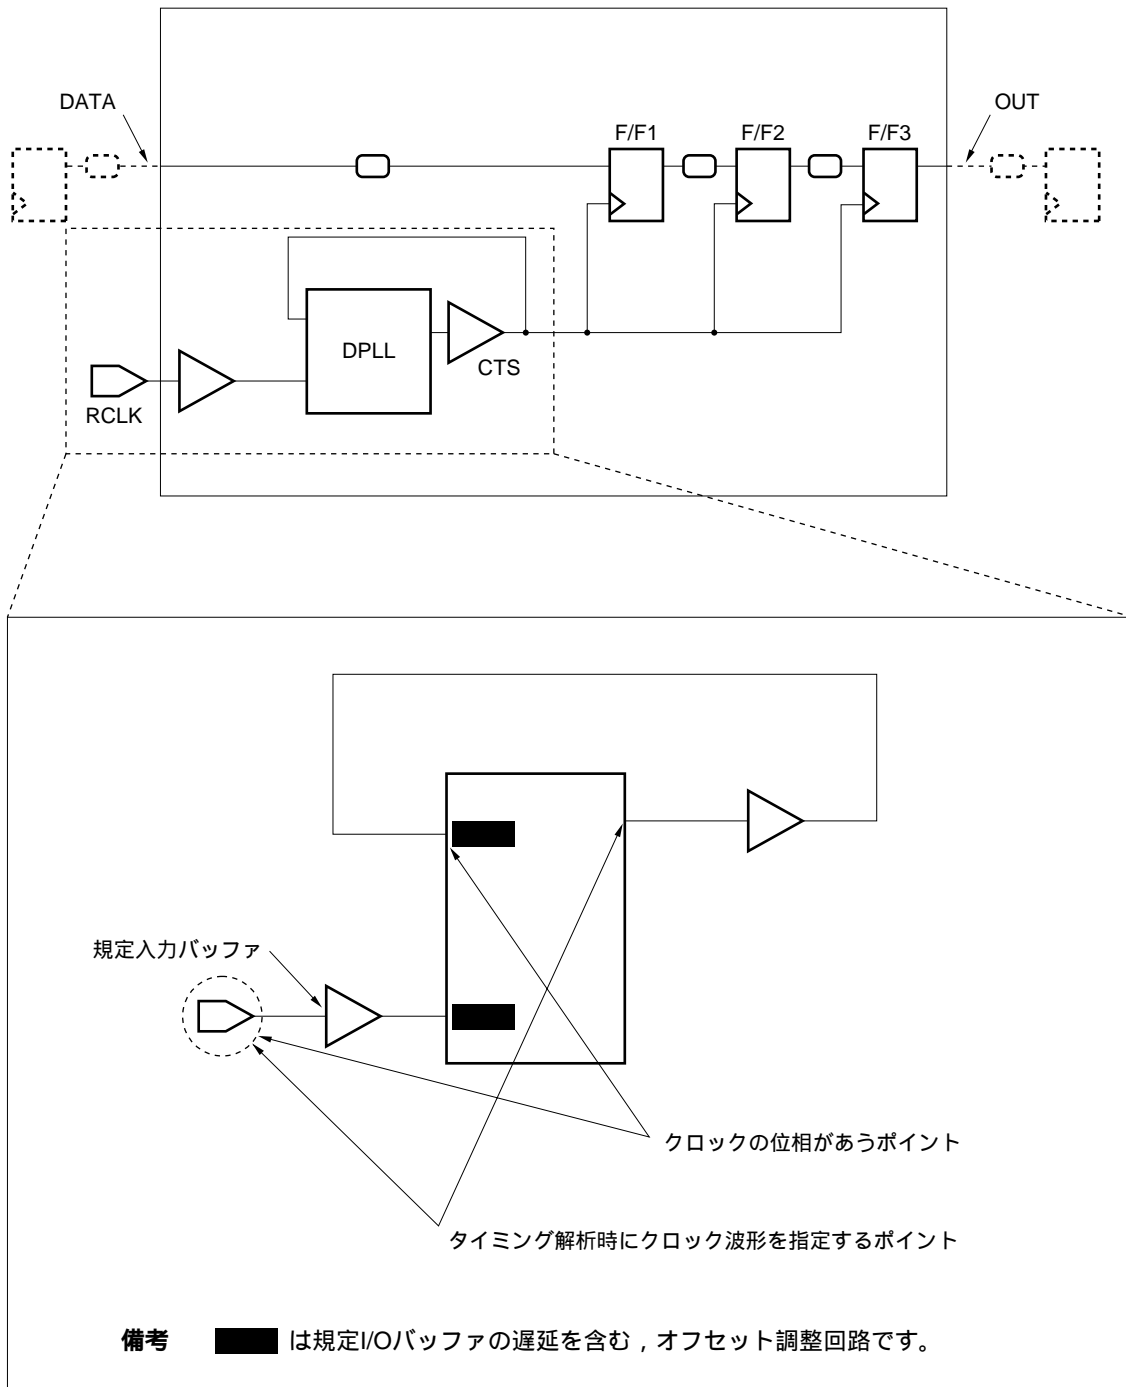 DATA
OUT
F/F1
F/F2
F/F3
DPLL
CTS
RCLK
規定入力バッファ
クロックの位相があうポイント
タイミング解析時にクロック波形を指定するポイント
備考 は規定I/Oバッファの遅延を含む，オフセット調整回路です。